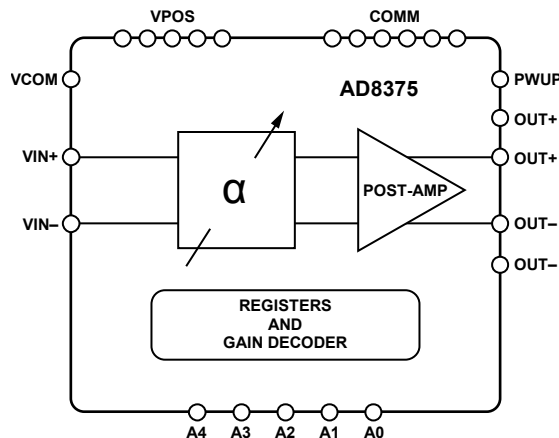 VPOS
COMM
VCOM
PWUP
AD8375
OUT+
VIN+
OUT+
α
POST-AMP
VIN–
OUT–
OUT–
REGISTERS
AND
GAIN DECODER
A4 A3 A2 A1 A0